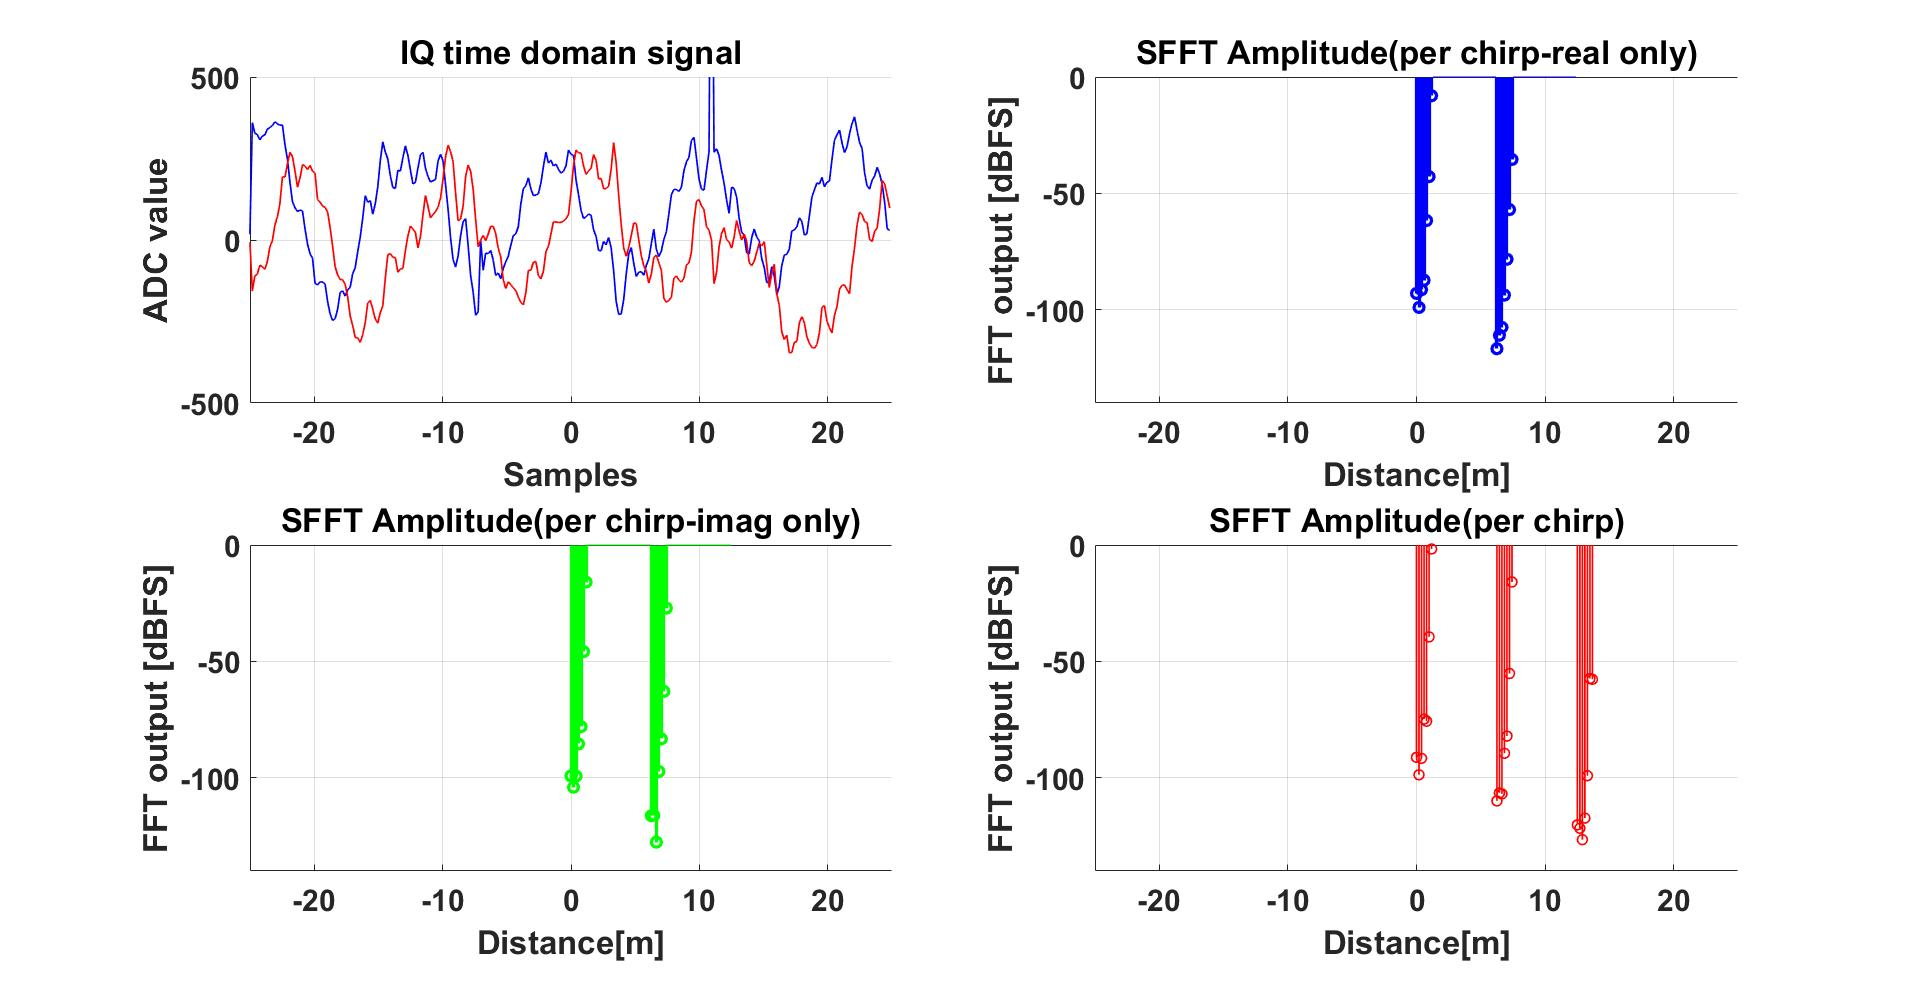 IQ time domain signal
500
0
-500
ADC value
-20 -10 0 10 20
Samples
SFFT Amplitude(per chirp-real only)
0
-50
-100
FFT output [dBFS]
-20 -10 0 10 20
Distance[m]
SFFT Amplitude(per chirp-imag only)
0
-50
-100
FFT output [dBFS]
-20 -10 0 10 20
Distance[m]
SFFT Amplitude(per chirp)
0
-50
-100
FFT output [dBFS]
-20 -10 0 10 20
Distance[m]